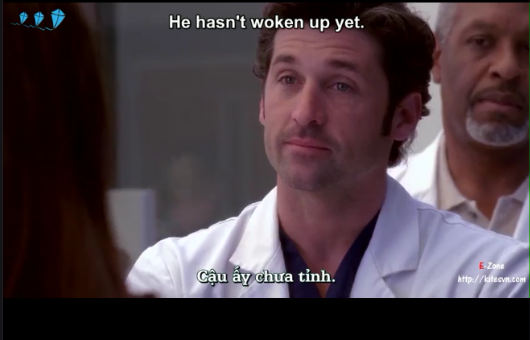 He hasn't woken up yet.
Cậu ấy chưa tỉnh.
E-Zone
http://kitesvn.com